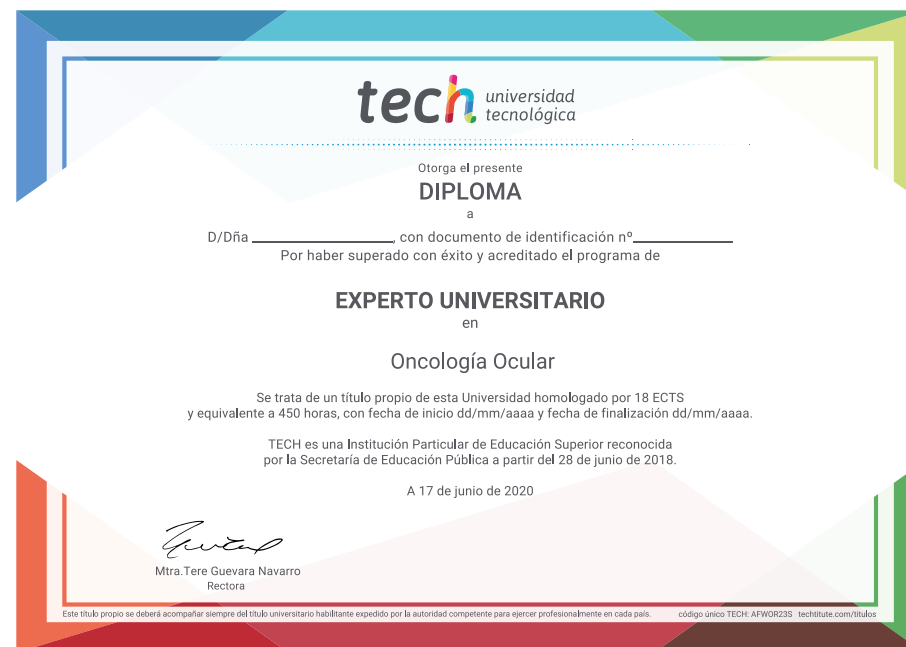 tech universidad
tecnológica
Otorga el presente
DIPLOMA
a
D/Dña ____________________, con documento de identificación nº______________
Por haber superado con éxito y acreditado el programa de
EXPERTO UNIVERSITARIO
en
Oncología Ocular
Se trata de un título propio de esta Universidad homologado por 18 ECTS
y equivalente a 450 horas, con fecha de inicio dd/mm/aaaa y fecha de finalización dd/mm/aaaa.
TECH es una Institución Particular de Educación Superior reconocida
por la Secretaría de Educación Pública a partir del 28 de junio de 2018.
A 17 de junio de 2020
Mtra.Tere Guevara Navarro
Rectora
Este título propio se deberá acompañar siempre del título universitario habilitante expedido por la autoridad competente para ejercer profesionalmente en cada país. código único TECH: AFWOR23S techtitute.com/titulos